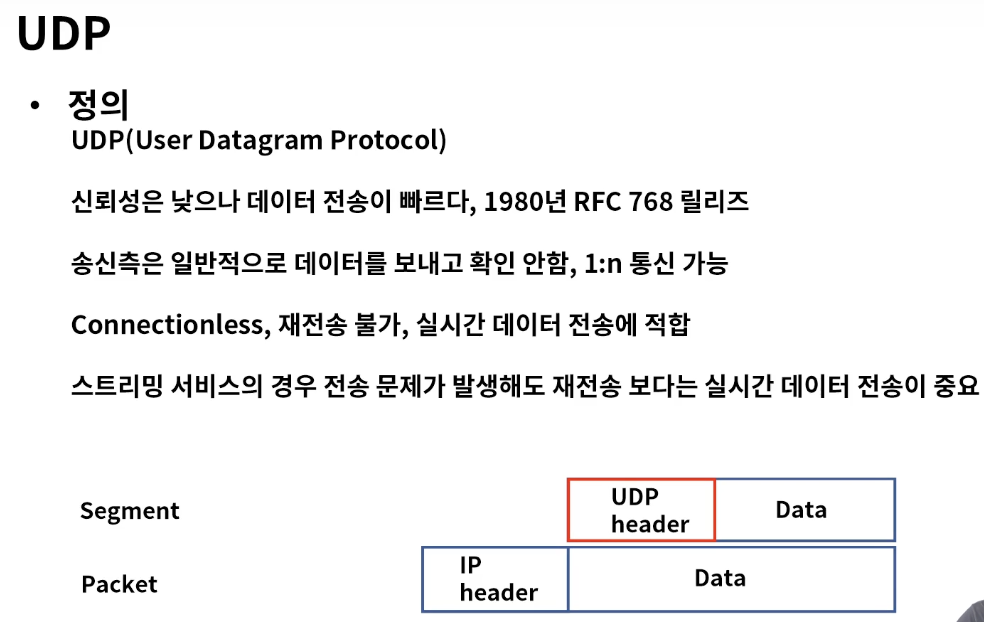 UDP
• 정의
UDP(User Datagram Protocol)
신뢰성은 낮으나 데이터 전송이 빠르다, 1980년 RFC 768 릴리즈
송신측은 일반적으로 데이터를 보내고 확인 안함, 1:n 통신 가능
Connectionless, 재전송 불가, 실시간 데이터 전송에 적합
스트리밍 서비스의 경우 전송 문제가 발생해도 재전송 보다는 실시간 데이터 전송이 중요
Segment
UDP
header
Data
Packet
IP
header
Data